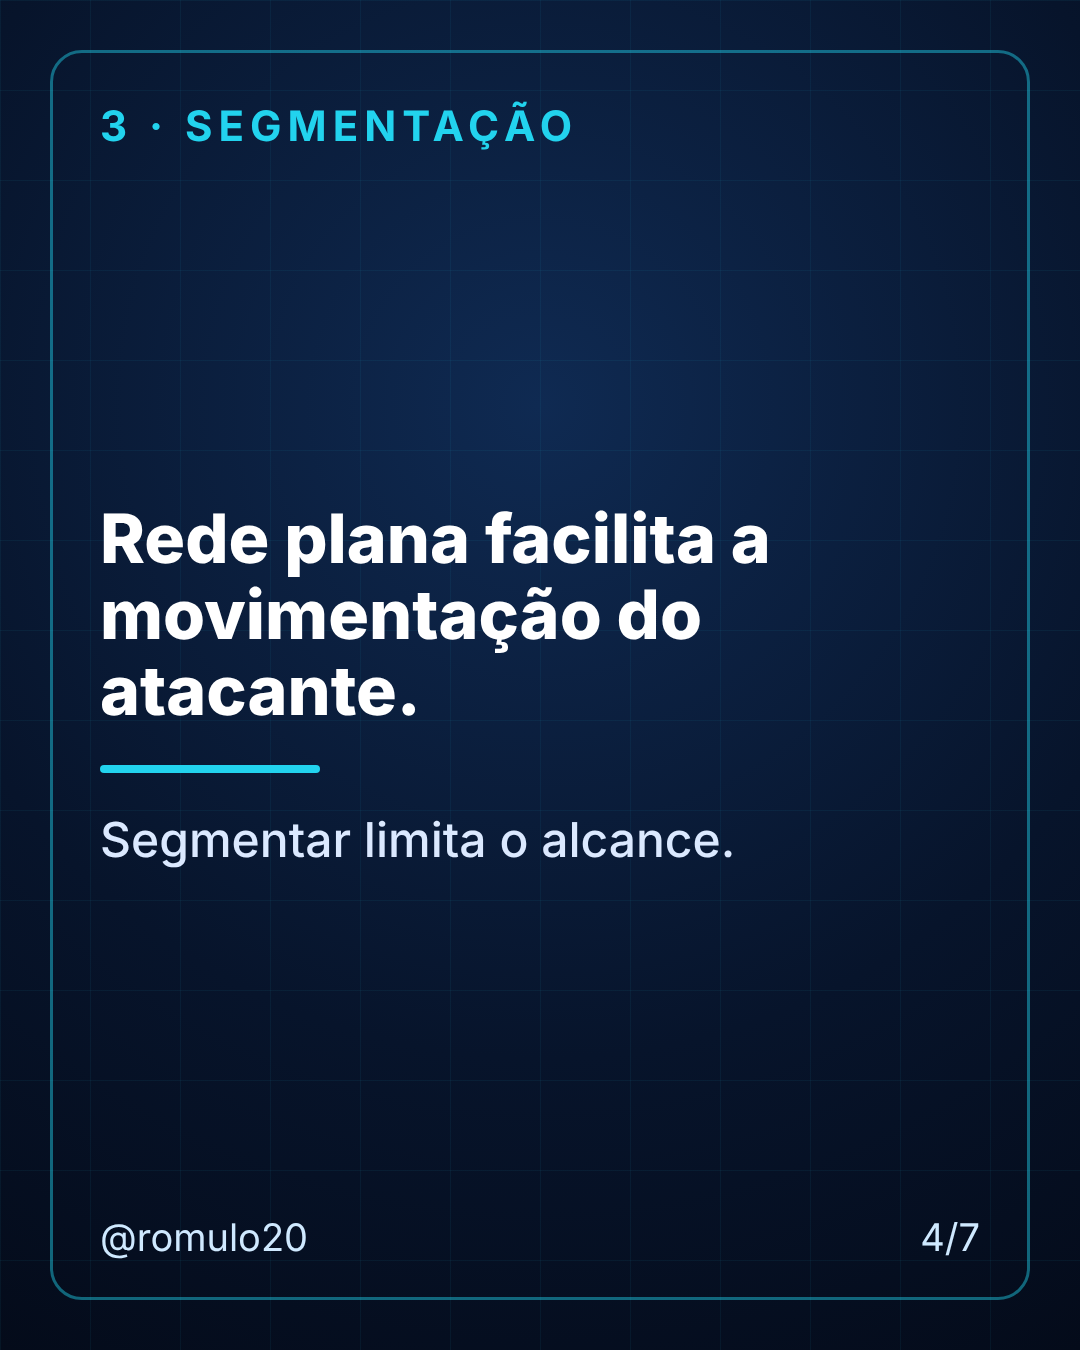 3 · SEGMENTAÇÃO
Rede plana facilita a
movimentação do
atacante.
Segmentar limita o alcance.
@romulo20
4/7